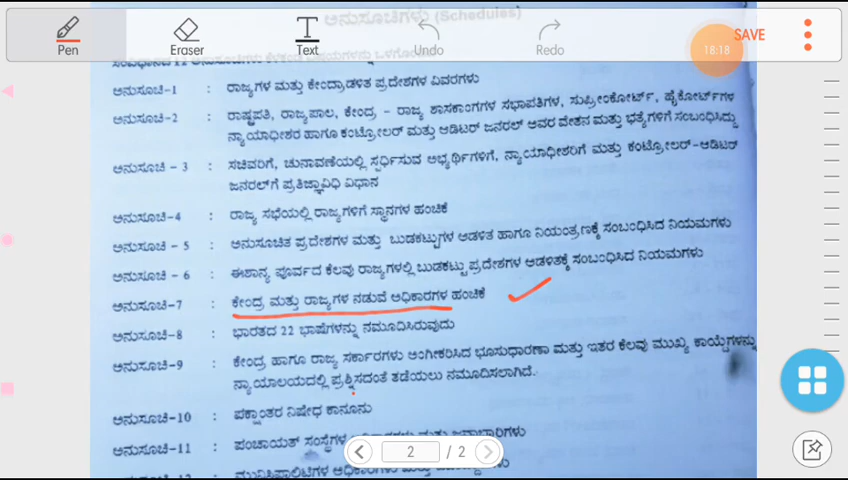 ಅನುಸೂಚಿಗಳು (Schedules)
Pen
Eraser
Text
Undo
Redo
SAVE
18:18
ಅನುಸೂಚಿ-1 : ರಾಜ್ಯಗಳ ಮತ್ತು ಕೇಂದ್ರಾಡಳಿತ ಪ್ರದೇಶಗಳ ವಿವರಗಳು
ಅನುಸೂಚಿ-2 : ರಾಷ್ಟ್ರಪತಿ, ರಾಜ್ಯಪಾಲ, ಕೇಂದ್ರ - ರಾಜ್ಯ ಶಾಸಕಾಂಗಗಳ ಸಭಾಪತಿಗಳ, ಸುಪ್ರೀಂಕೋರ್ಟ್, ಹೈಕೋರ್ಟ್‌ಗಳ
ನ್ಯಾಯಾಧೀಶರ ಹಾಗೂ ಕಂಟ್ರೋಲರ್ ಮತ್ತು ಆಡಿಟರ್ ಜನರಲ್ ಅವರ ವೇತನ ಮತ್ತು ಭತ್ಯೆಗಳಿಗೆ ಸಂಬಂಧಿಸಿದ್ದು
ಅನುಸೂಚಿ - 3 : ಸಚಿವರಿಗೆ, ಚುನಾವಣೆಯಲ್ಲಿ ಸ್ಪರ್ಧಿಸುವ ಅಭ್ಯರ್ಥಿಗಳಿಗೆ, ನ್ಯಾಯಾಧೀಶರಿಗೆ ಮತ್ತು ಕಂಟ್ರೋಲರ್-ಆಡಿಟರ್
ಜನರಲ್‌ಗೆ ಪ್ರತಿಜ್ಞಾವಿಧಿ ವಿಧಾನ
ಅನುಸೂಚಿ-4 : ರಾಜ್ಯ ಸಭೆಯಲ್ಲಿ ರಾಜ್ಯಗಳಿಗೆ ಸ್ಥಾನಗಳ ಹಂಚಿಕೆ
ಅನುಸೂಚಿ - 5 : ಅನುಸೂಚಿತ ಪ್ರದೇಶಗಳ ಮತ್ತು ಬುಡಕಟ್ಟುಗಳ ಆಡಳಿತ ಹಾಗೂ ನಿಯಂತ್ರಣಕ್ಕೆ ಸಂಬಂಧಿಸಿದ ನಿಯಮಗಳು
ಅನುಸೂಚಿ - 6 : ಈಶಾನ್ಯ ಪೂರ್ವದ ಕೆಲವು ರಾಜ್ಯಗಳಲ್ಲಿ ಬುಡಕಟ್ಟು ಪ್ರದೇಶಗಳ ಆಡಳಿತಕ್ಕೆ ಸಂಬಂಧಿಸಿದ ನಿಯಮಗಳು
ಅನುಸೂಚಿ-7 : ಕೇಂದ್ರ ಮತ್ತು ರಾಜ್ಯಗಳ ನಡುವೆ ಅಧಿಕಾರಗಳ ಹಂಚಿಕೆ
ಅನುಸೂಚಿ-8 : ಭಾರತದ 22 ಭಾಷೆಗಳನ್ನು ನಮೂದಿಸಿರುವುದು
ಅನುಸೂಚಿ-9 : ಕೇಂದ್ರ ಹಾಗೂ ರಾಜ್ಯ ಸರ್ಕಾರಗಳು ಅಂಗೀಕರಿಸಿದ ಭೂಸುಧಾರಣಾ ಮತ್ತು ಇತರ ಕೆಲವು ಮುಖ್ಯ ಕಾಯ್ದೆಗಳನ್ನು
ನ್ಯಾಯಾಲಯದಲ್ಲಿ ಪ್ರಶ್ನಿಸದಂತೆ ತಡೆಯಲು ನಮೂದಿಸಲಾಗಿದೆ.
ಅನುಸೂಚಿ-10 : ಪಕ್ಷಾಂತರ ನಿಷೇಧ ಕಾನೂನು
ಅನುಸೂಚಿ-11 : ಪಂಚಾಯತ್ ಸಂಸ್ಥೆಗಳ ಮತ್ತು ಜವಾಬ್ದಾರಿಗಳು
2 / 2